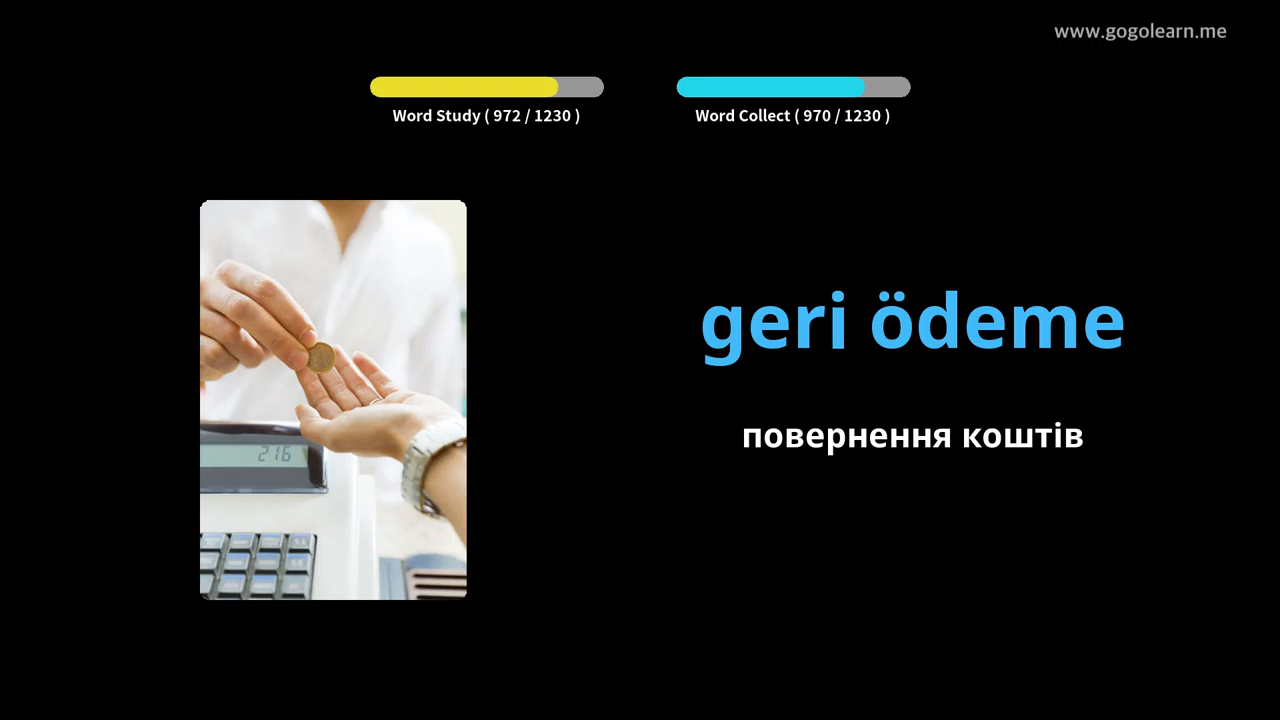 www.gogolearn.me
Word Study ( 972 / 1230 )
Word Collect ( 970 / 1230 )
geri ödeme
повернення коштів
216